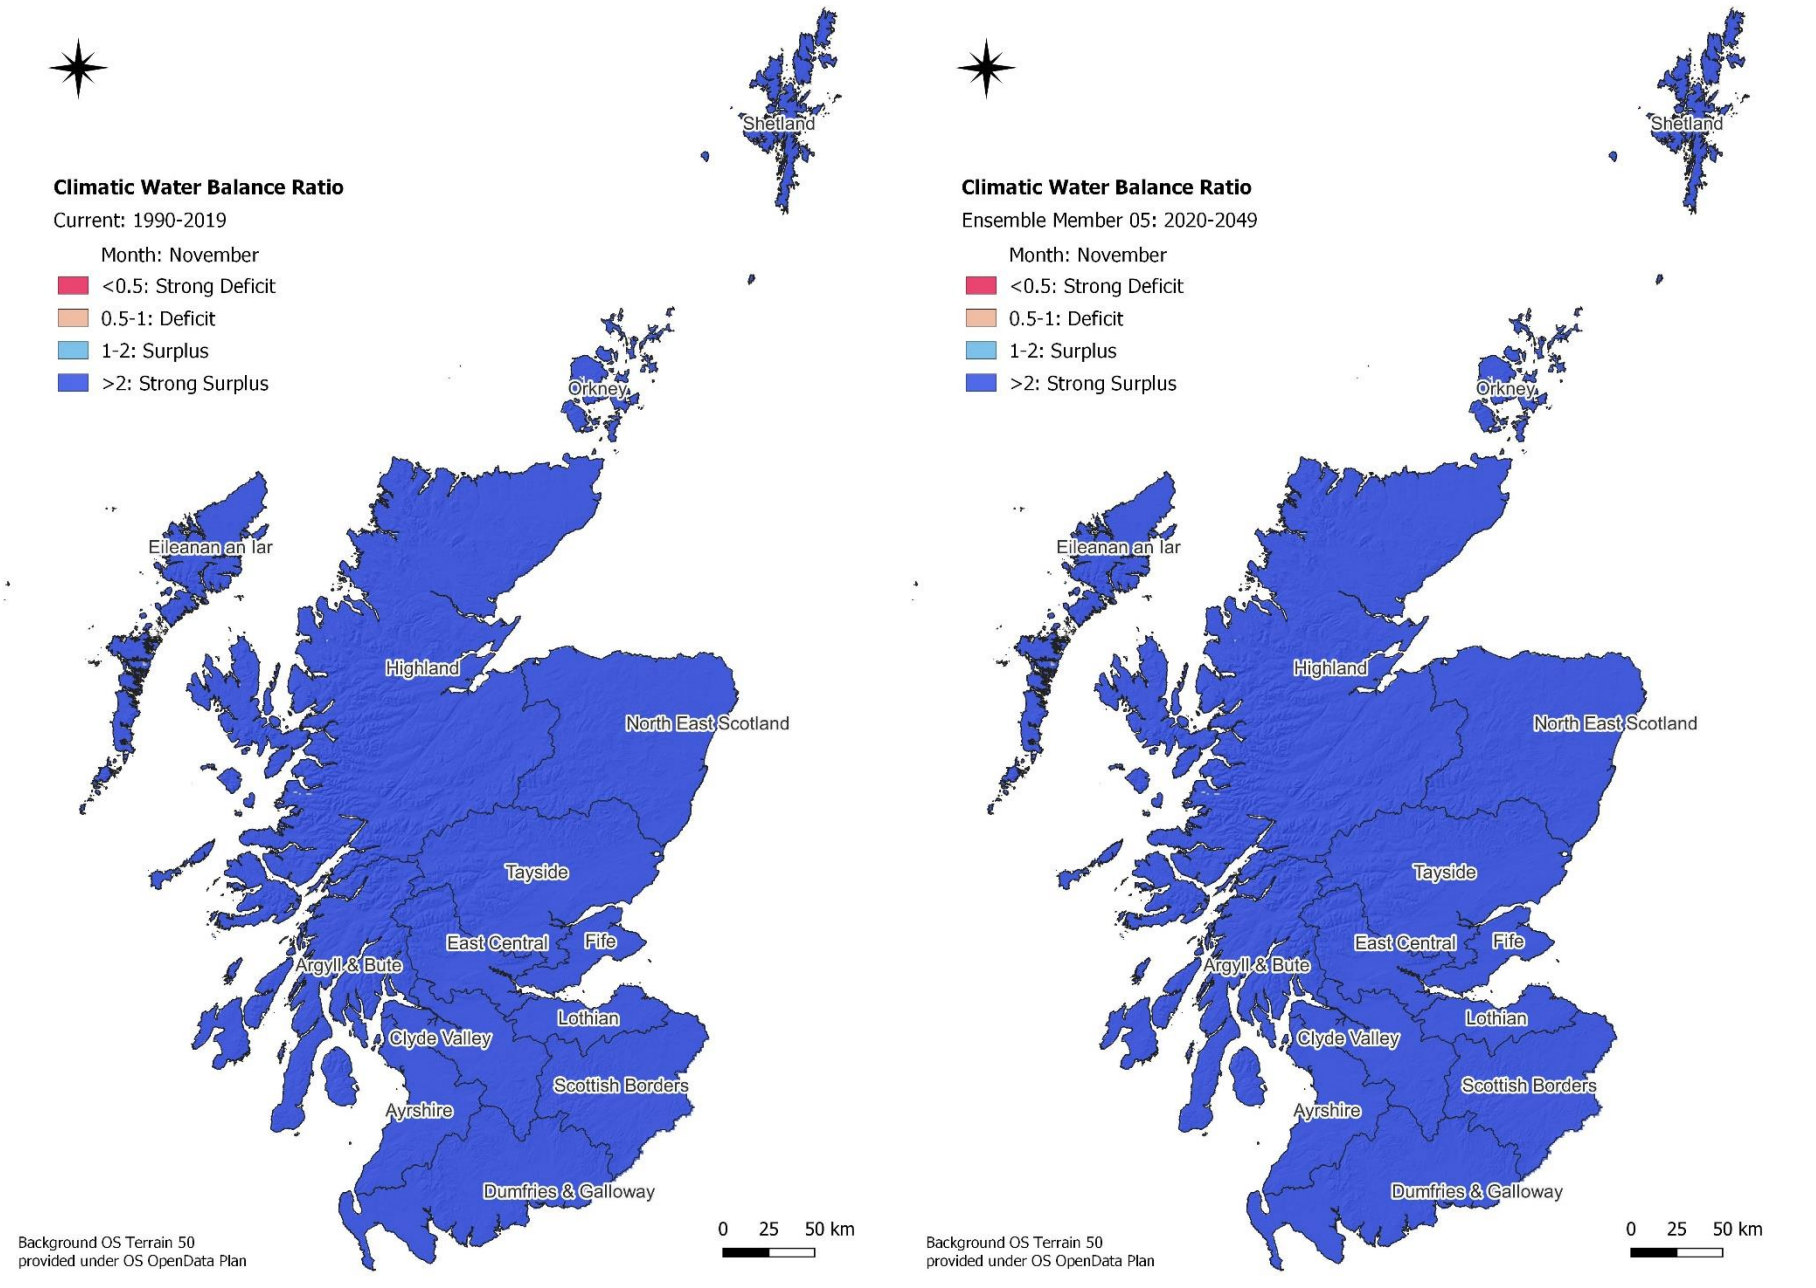 Shetland
Climatic Water Balance Ratio
Current: 1990-2019
Month: November
<0.5: Strong Deficit
0.5-1: Deficit
1-2: Surplus
>2: Strong Surplus
Orkney
Eileanan an Iar
Highland
North East Scotland
Tayside
East Central
Fife
Argyll & Bute
Lothian
Clyde Valley
Scottish Borders
Ayrshire
Dumfries & Galloway
0 25 50 km
Background OS Terrain 50
provided under OS OpenData Plan
Shetland
Climatic Water Balance Ratio
Ensemble Member 05: 2020-2049
Month: November
<0.5: Strong Deficit
0.5-1: Deficit
1-2: Surplus
>2: Strong Surplus
Orkney
Eileanan an Iar
Highland
North East Scotland
Tayside
East Central
Fife
Argyll & Bute
Lothian
Clyde Valley
Scottish Borders
Ayrshire
Dumfries & Galloway
0 25 50 km
Background OS Terrain 50
provided under OS OpenData Plan